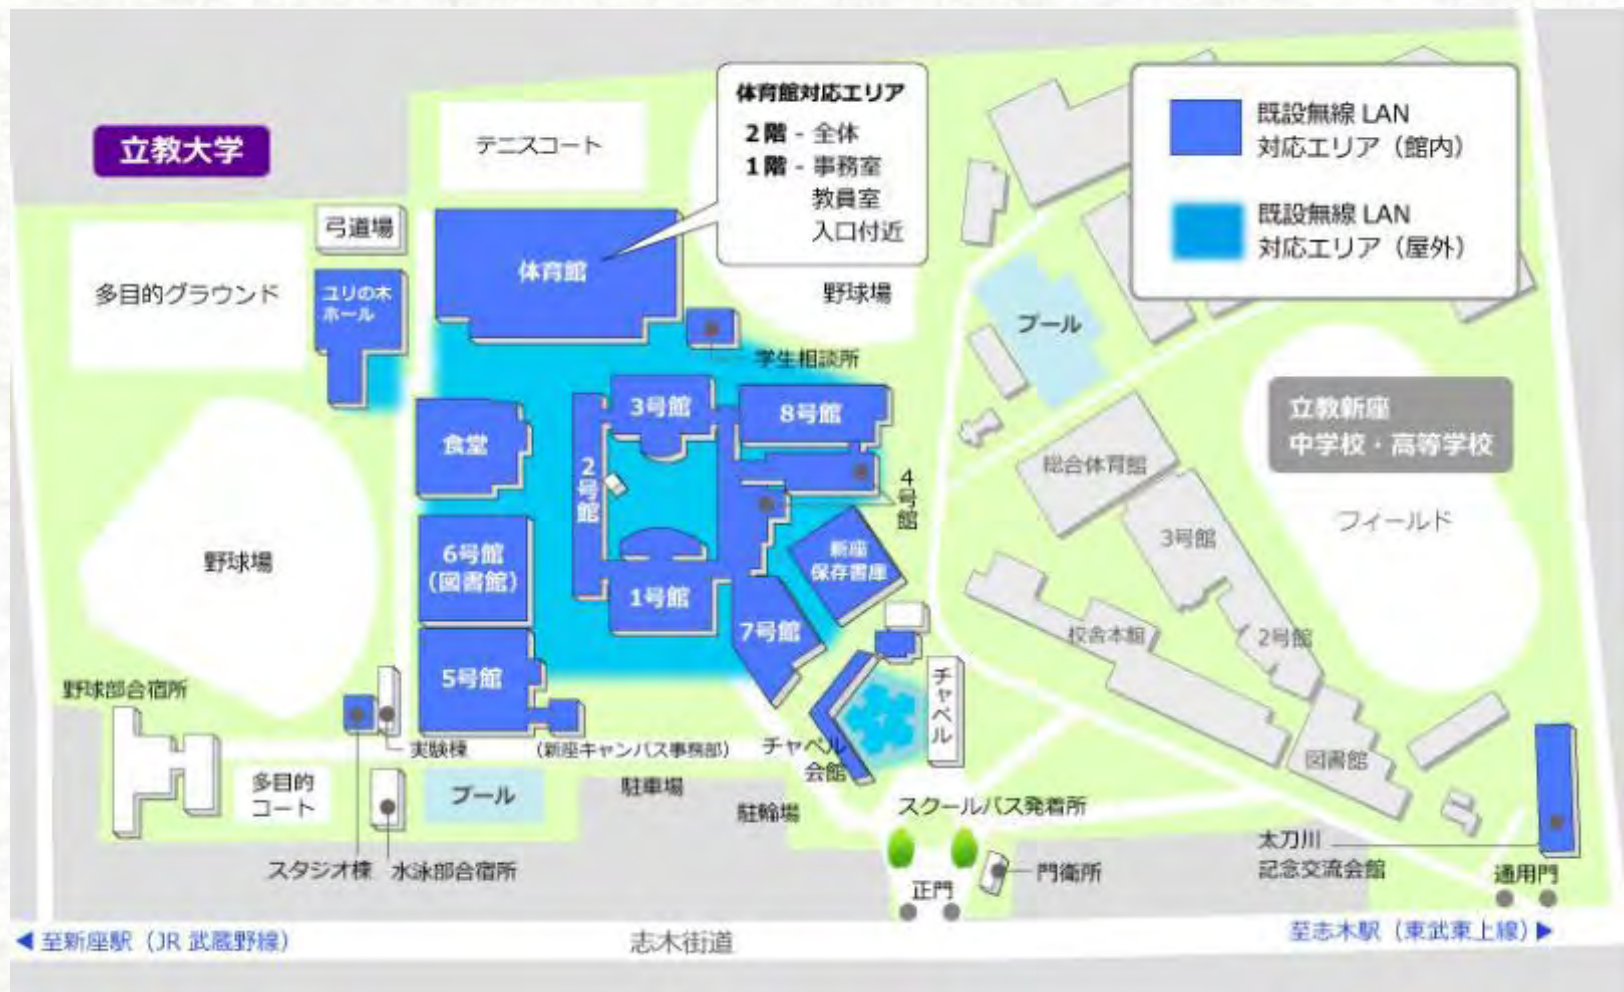 立教大学
テニスコート
体育館対応エリア
2階 - 全体
1階 - 事務室
教員室
入口付近
既設無線 LAN
対応エリア（館内）
既設無線 LAN
対応エリア（屋外）
弓道場
多目的グラウンド
ユリの木
ホール
体育館
野球場
プール
学生相談所
立教新座
中学校・高等学校
3号館
8号館
食堂
2号館
4号館
総合体育館
フィールド
3号館
野球場
6号館
（図書館）
新座
保存書庫
1号館
7号館
校舎本館
2号館
5号館
チャペル
野球部合宿所
実験棟
（新座キャンパス事務部）
チャペル
会館
図書館
多目的
コート
プール
駐車場
駐輪場
スクールバス発着所
太刀川
記念交流会館
スタジオ棟
水泳部合宿所
正門
門衛所
通用門
◀ 至新座駅（JR 武蔵野線）
志木街道
至志木駅（東武東上線）▶